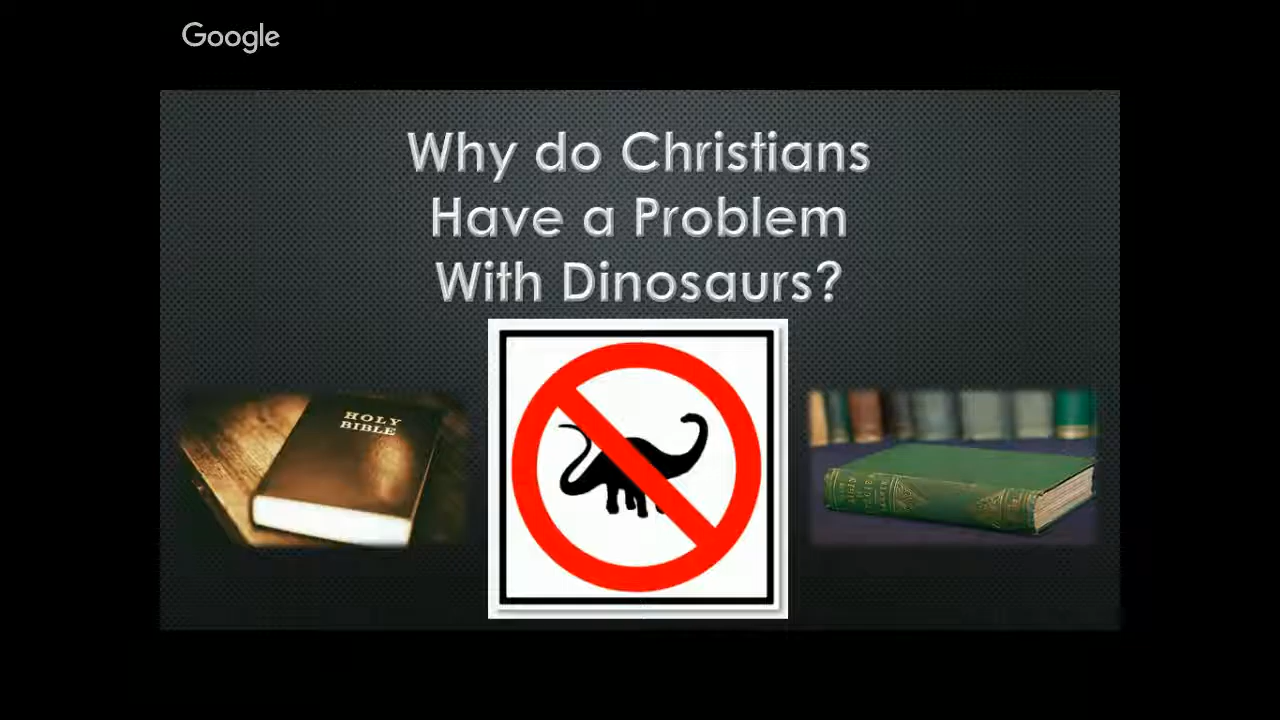 Google
Why do Christians
Have a Problem
With Dinosaurs?
HOLY
BIBLE